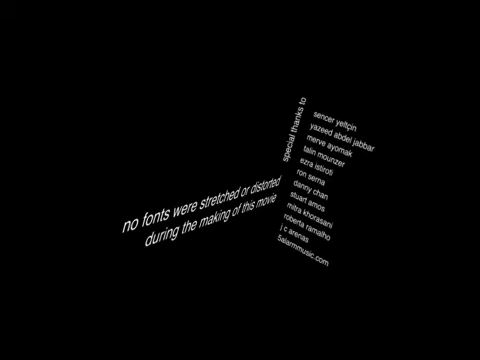 no fonts were stretched or distorted
during the making of this movie
special thanks to
sencer yeltçin
yazeed abdel jabbar
merve ayomak
talin mounzer
ezra istiroti
ron serna
danny chan
stuart amos
mitra khorasani
roberta ramalho
j c arenas
5alarmmusic.com